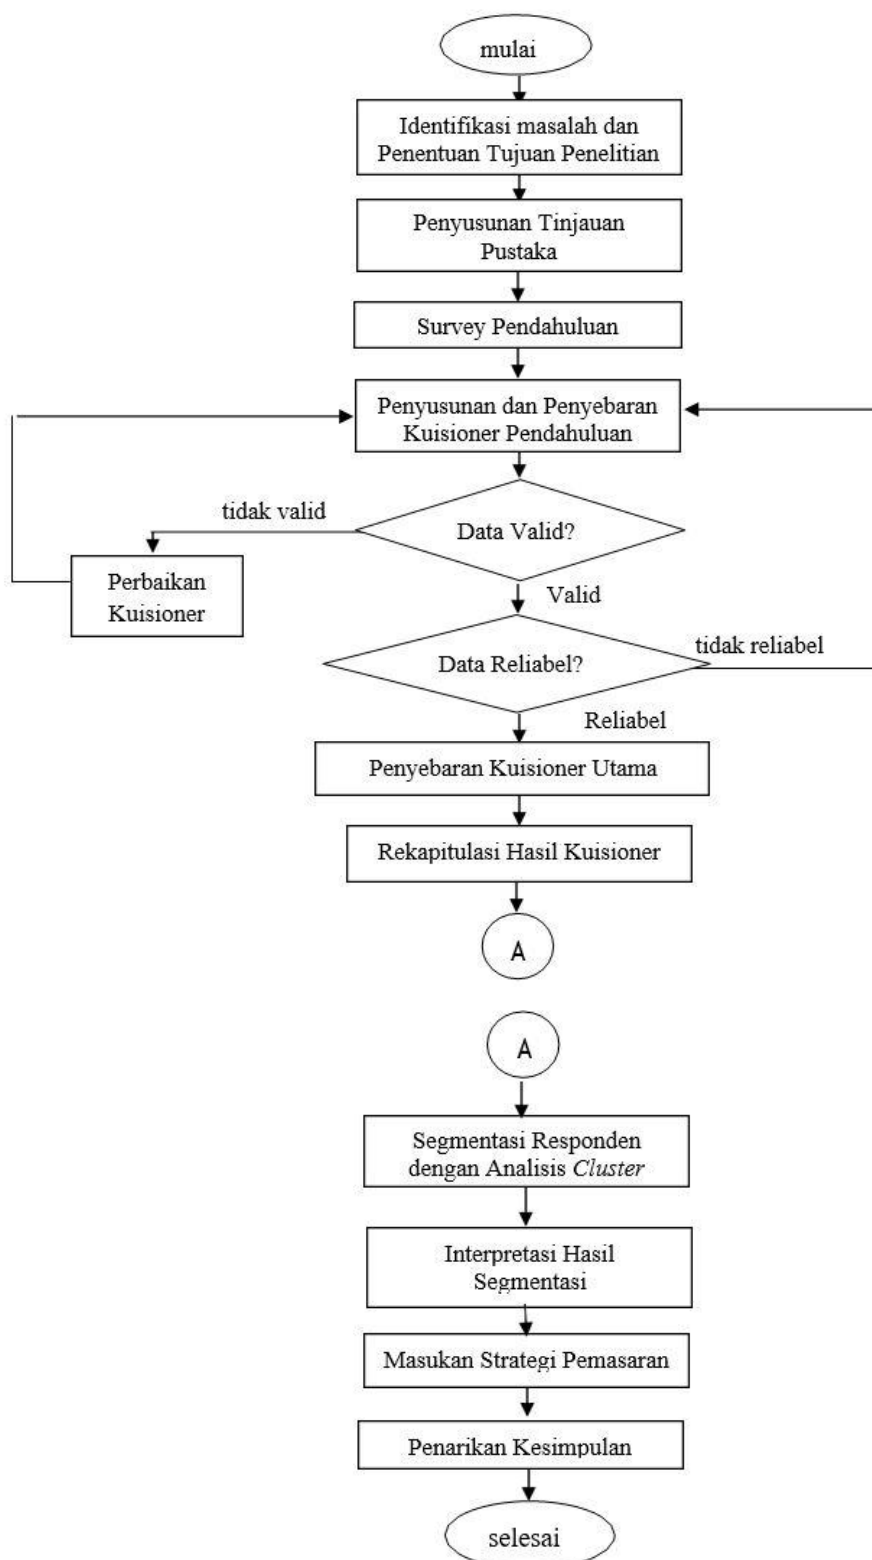 mulai
Identifikasi masalah dan
Penentuan Tujuan Penelitian
Penyusunan Tinjauan
Pustaka
Survey Pendahuluan
Penyusunan dan Penyebaran
Kuisioner Pendahuluan
tidak valid
Data Valid?
Perbaikan
Kuisioner
Valid
Data Reliabel?
tidak reliabel
Reliabel
Penyebaran Kuisioner Utama
Rekapitulasi Hasil Kuisioner
A
A
Segmentasi Responden
dengan Analisis Cluster
Interpretasi Hasil
Segmentasi
Masukan Strategi Pemasaran
Penarikan Kesimpulan
selesai